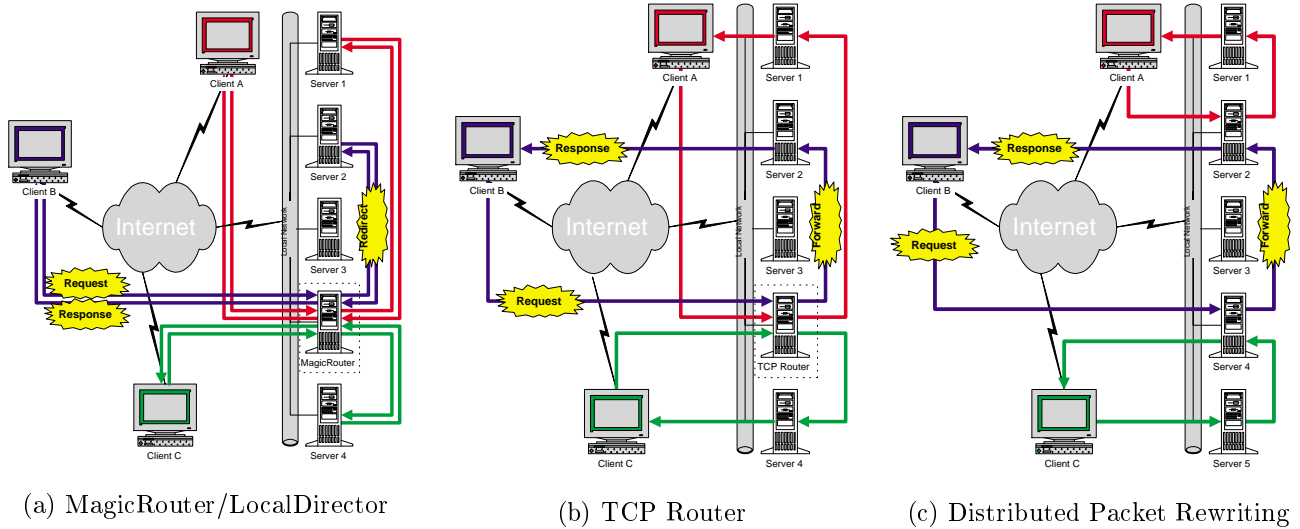 Client A
Server 1
Client B
Server 2
Redirect
Internet
Local Network
Server 3
Request
Response
MagicRouter
Client C
Server 4
(a) MagicRouter/LocalDirector
Client A
Server 1
Response
Client B
Server 2
Forward
Internet
Local Network
Server 3
Request
TCP Router
Client C
Server 4
(b) TCP Router
Client A
Server 1
Response
Client B
Server 2
Forward
Internet
Local Network
Request
Server 3
Server 4
Client C
Server 5
(c) Distributed Packet Rewriting